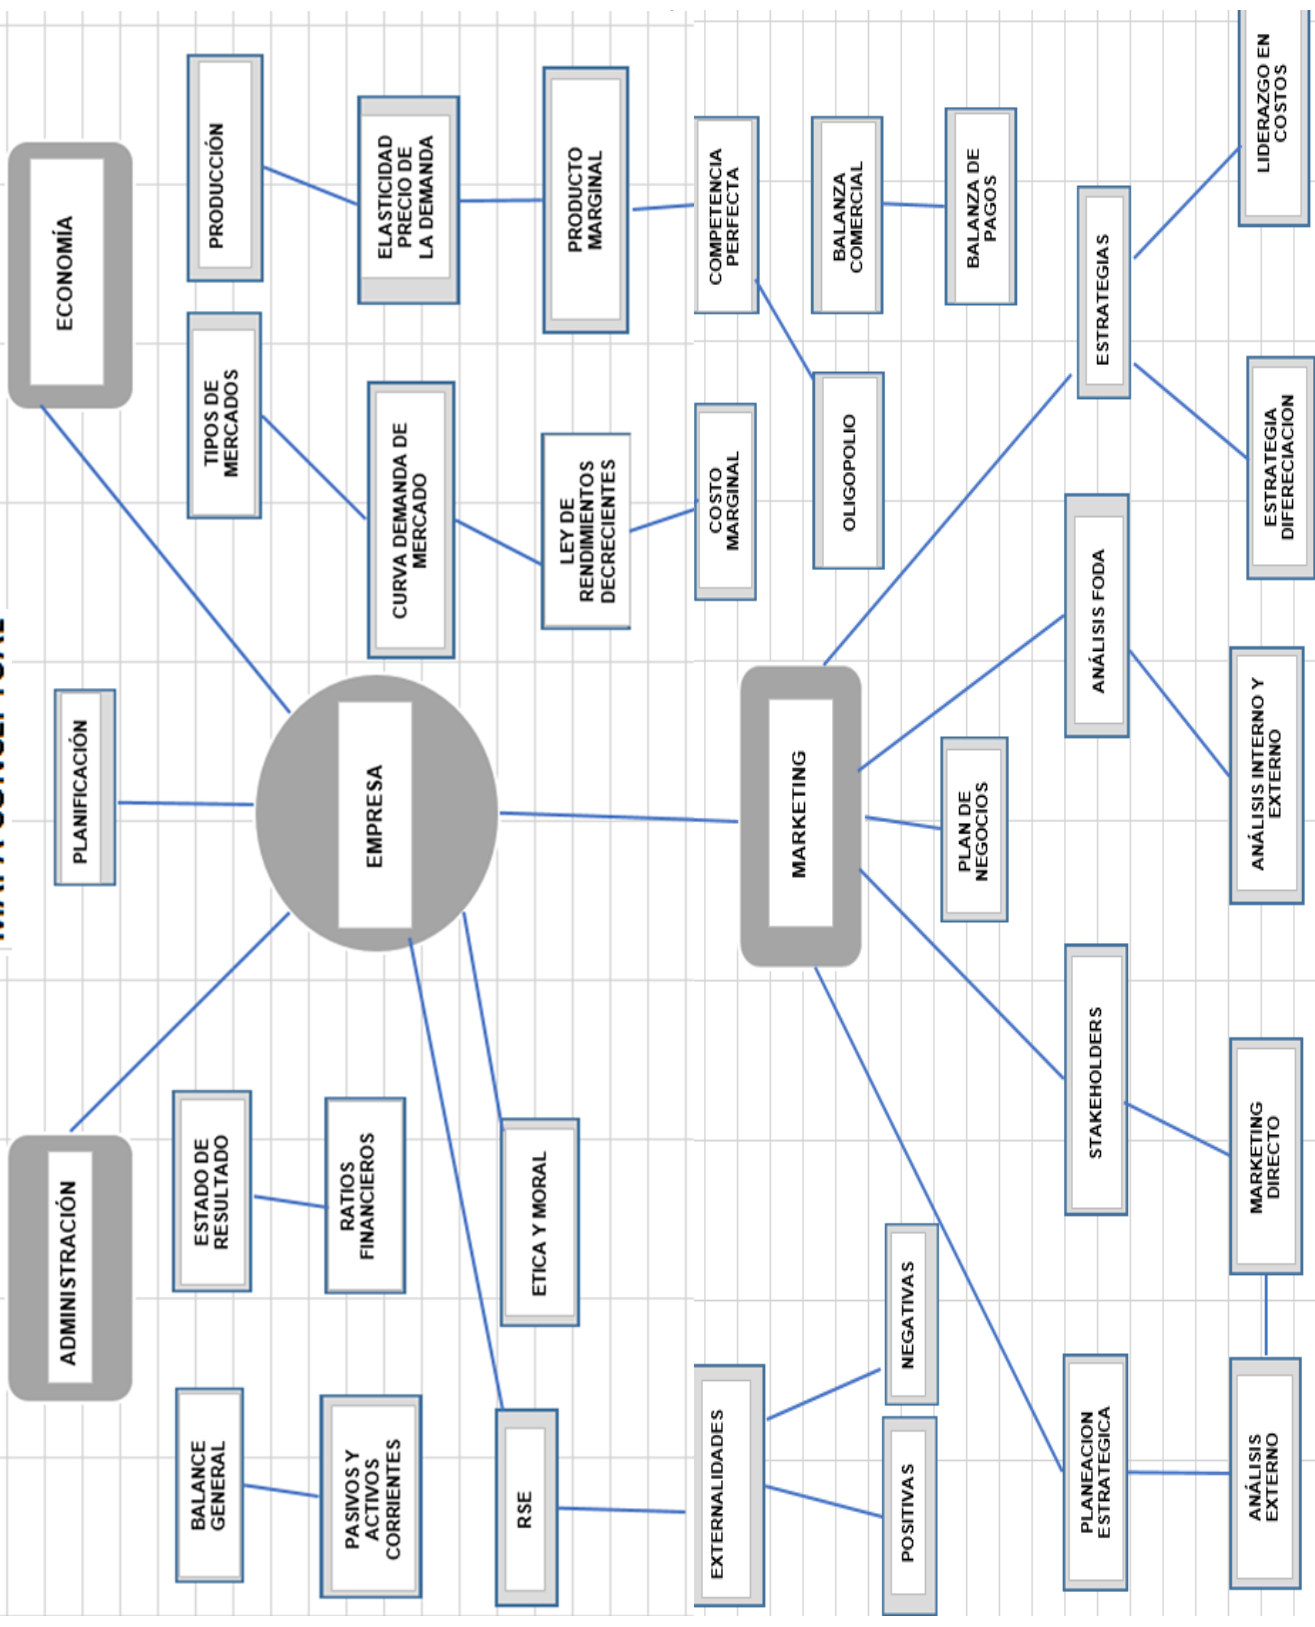 PLANIFICACIÓN
ADMINISTRACIÓN
ECONOMÍA
BALANCE
GENERAL
ESTADO DE
RESULTADO
TIPOS DE
MERCADOS
PRODUCCIÓN
PASIVOS Y
ACTIVOS
CORRIENTES
RATIOS
FINANCIEROS
EMPRESA
CURVA DEMANDA DE
MERCADO
ELASTICIDAD
PRECIO DE
LA DEMANDA
RSE
ETICA Y MORAL
LEY DE
RENDIMIENTOS
DECRECIENTES
PRODUCTO
MARGINAL
EXTERNALIDADES
COSTO
MARGINAL
COMPETENCIA
PERFECTA
MARKETING
OLIGOPOLIO
BALANZA
COMERCIAL
POSITIVAS
NEGATIVAS
PLAN DE
NEGOCIOS
BALANZA DE
PAGOS
PLANEACION
ESTRATEGICA
STAKEHOLDERS
ANÁLISIS FODA
ESTRATEGIAS
ANÁLISIS
EXTERNO
MARKETING
DIRECTO
ANÁLISIS INTERNO Y
EXTERNO
ESTRATEGIA
DIFERECIACION
LIDERAZGO EN
COSTOS